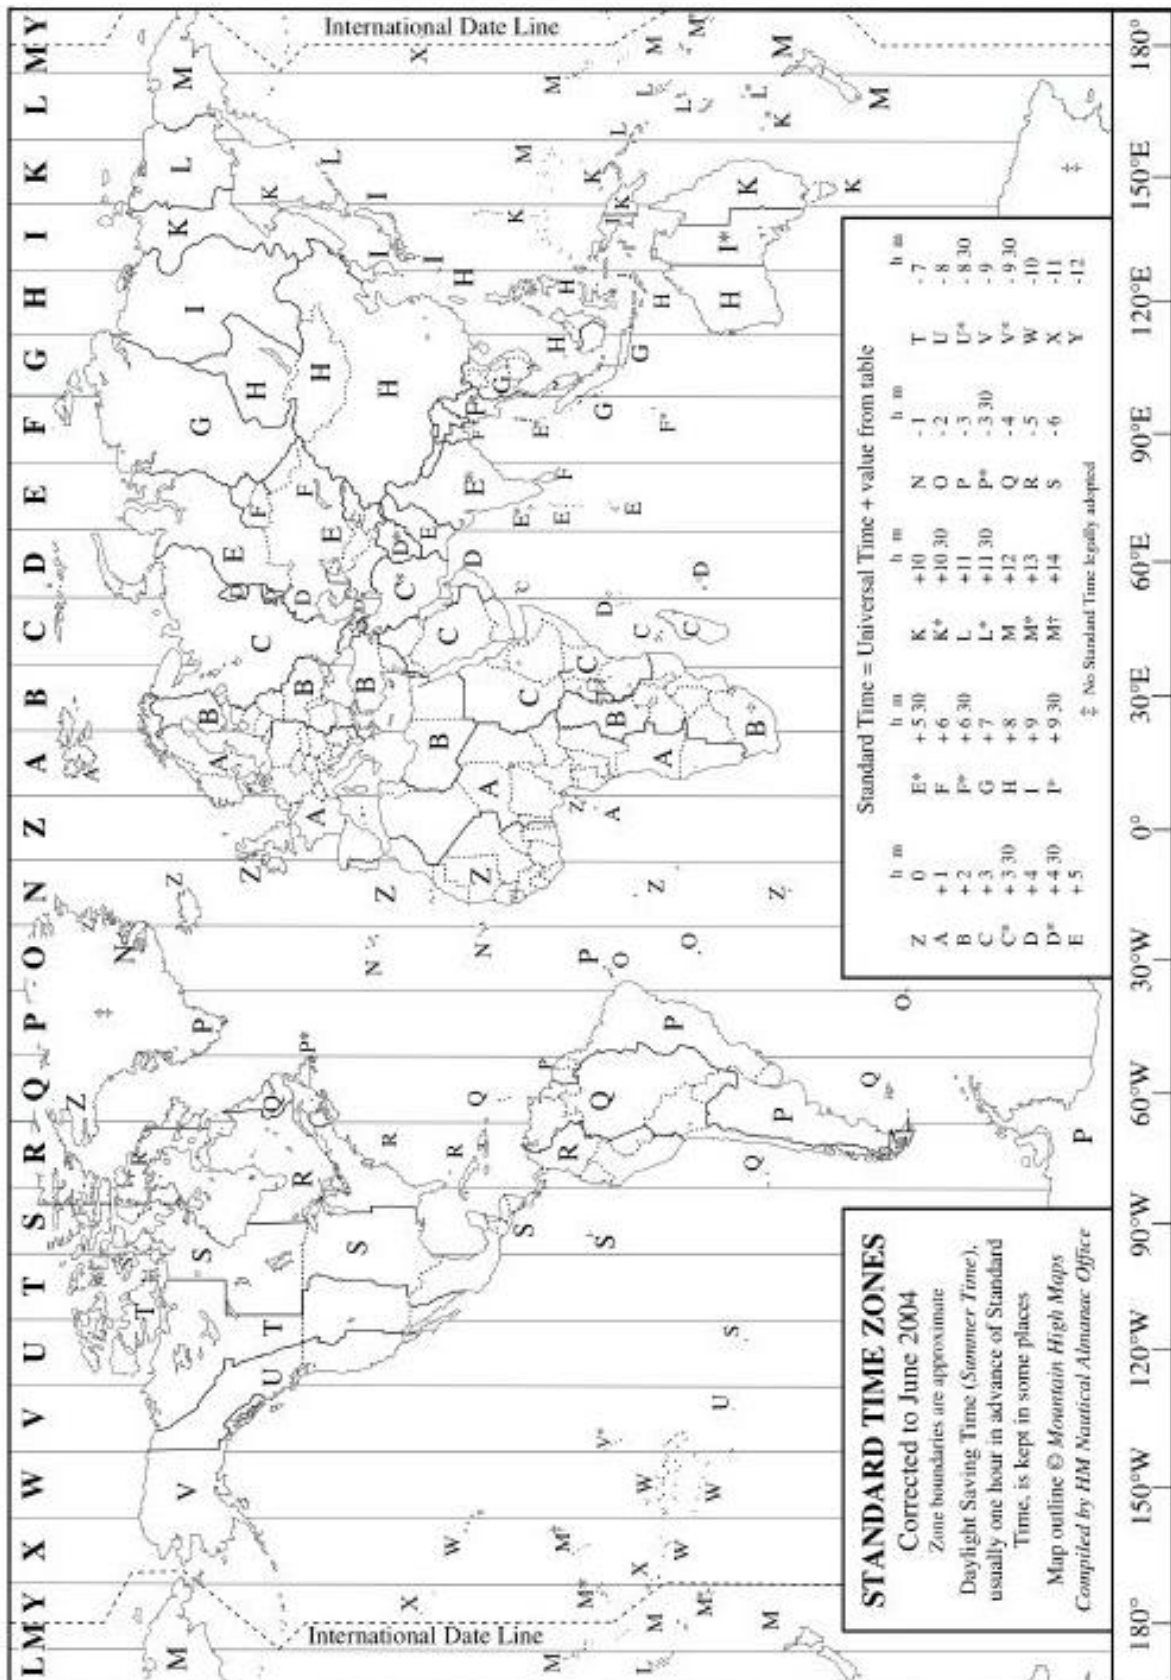 L M Y X W V U T S R Q P O N Z A B C D E F G H I K L M Y
International Date Line
International Date Line
M
V
T
S
R
Z
P
‡
N
Z
A
B
C
E
G
I
K
L
M
U
T
S
R
Q
P*
Z
A
B
D
F
H
K
L
X
W
R
R
Q
N
N
Z
Z
A
B
C
C*
D*
E
E*
F
F*
G
H
I
K
M
X
M*
M†
V*
S
S
R
Q
P
P
O
Z
A
B
C
D
E
F*
G
H
K
L
M
W
W
W
U
S
Q
P
Q
O
O
Z
Z
A
B
C
D
H
I*
K
K
L*
M
P
‡
STANDARD TIME ZONES
Corrected to June 2004
Zone boundaries are approximate
Daylight Saving Time (Summer Time),
usually one hour in advance of Standard
Time, is kept in some places
Map outline © Mountain High Maps
Compiled by HM Nautical Almanac Office
Standard Time = Universal Time + value from table
h m h m h m h m h m
Z 0 E* +5 30 K +10 N - 1 T - 7
A + 1 F + 6 K* +10 30 O - 2 U - 8
B + 2 F* +6 30 L +11 P - 3 U* - 8 30
C + 3 G + 7 L* +11 30 P* - 3 30 V - 9
C* + 3 30 H + 8 M +12 Q - 4 V* - 9 30
D + 4 I + 9 M* +13 R - 5 W -10
D* + 4 30 I* + 9 30 M† +14 S - 6 X -11
E + 5 Y -12
‡ No Standard Time legally adopted
180° 150°W 120°W 90°W 60°W 30°W 0° 30°E 60°E 90°E 120°E 150°E 180°